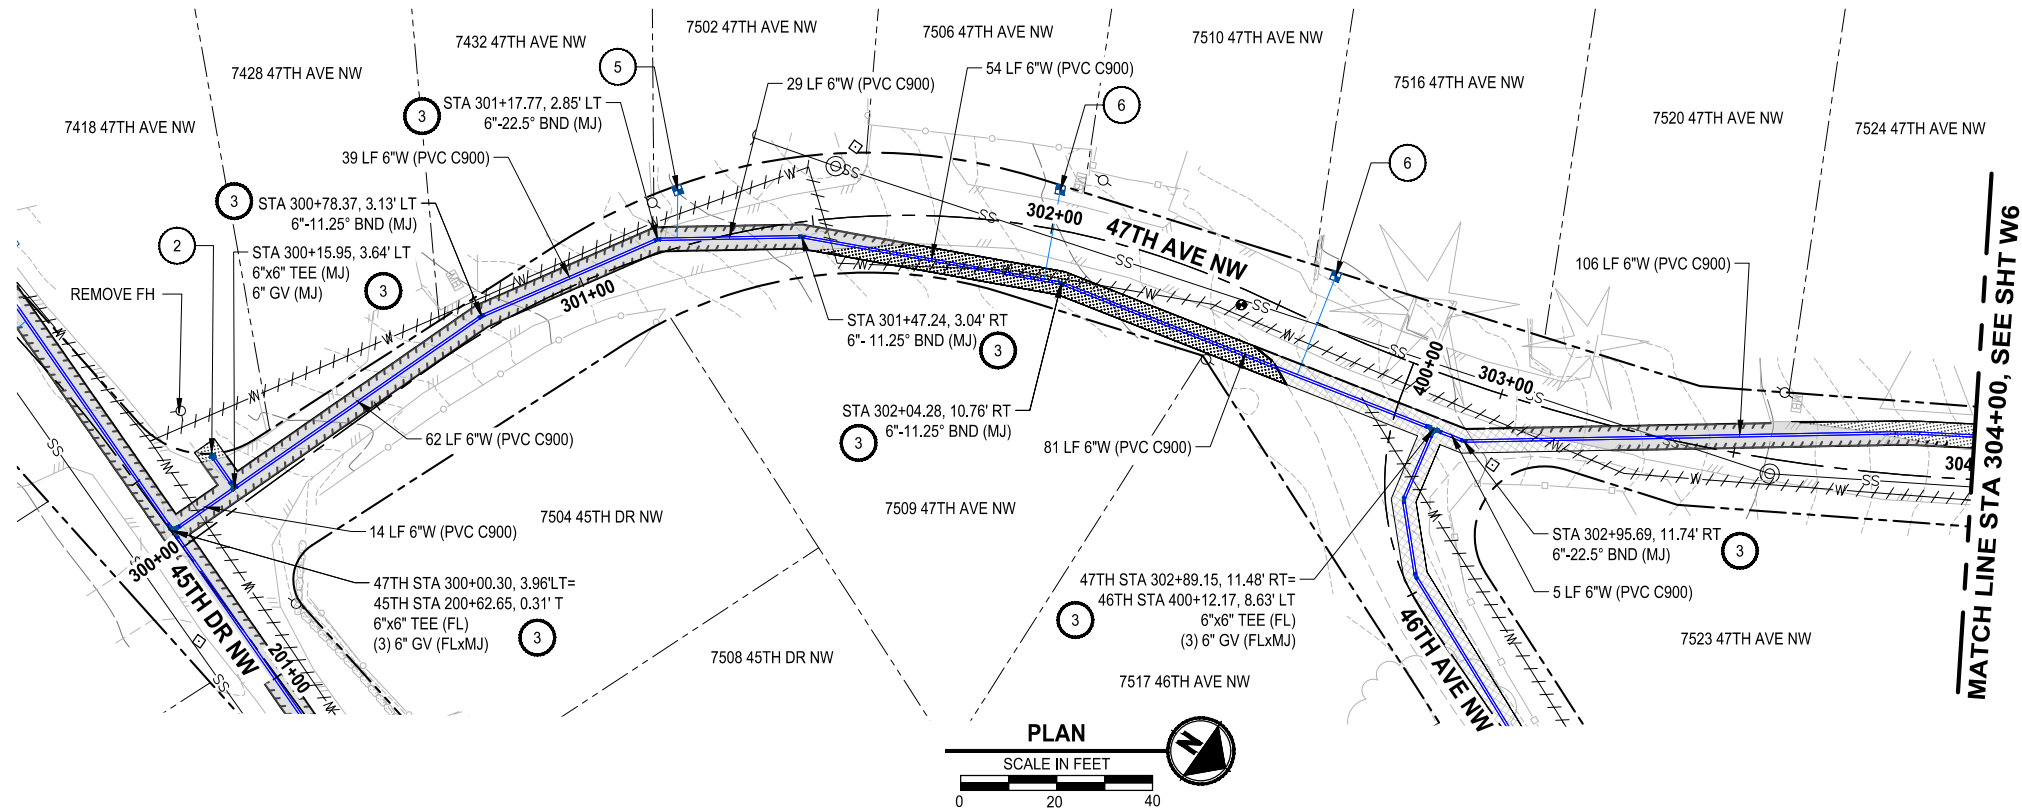 7418 47TH AVE NW
7428 47TH AVE NW
7432 47TH AVE NW
7502 47TH AVE NW
7506 47TH AVE NW
7510 47TH AVE NW
7516 47TH AVE NW
7520 47TH AVE NW
7524 47TH AVE NW
5
29 LF 6"W (PVC C900)
54 LF 6"W (PVC C900)
6
6
3
STA 301+17.77, 2.85' LT
6"-22.5° BND (MJ)
39 LF 6"W (PVC C900)
3
STA 300+78.37, 3.13' LT
6"-11.25° BND (MJ)
2
STA 300+15.95, 3.64' LT
6"x6" TEE (MJ)
6" GV (MJ)
3
REMOVE FH
301+00
302+00
47TH AVE NW
303+00
400+00
106 LF 6"W (PVC C900)
STA 301+47.24, 3.04' RT
6"- 11.25° BND (MJ)
3
STA 302+04.28, 10.76' RT
6"-11.25° BND (MJ)
3
81 LF 6"W (PVC C900)
62 LF 6"W (PVC C900)
14 LF 6"W (PVC C900)
7504 45TH DR NW
7509 47TH AVE NW
304
300+00
45TH DR NW
201+00
47TH STA 300+00.30, 3.96'LT=
45TH STA 200+62.65, 0.31' T
6"x6" TEE (FL)
(3) 6" GV (FLxMJ)
3
7508 45TH DR NW
47TH STA 302+89.15, 11.48' RT=
46TH STA 400+12.17, 8.63' LT
6"x6" TEE (FL)
(3) 6" GV (FLxMJ)
3
STA 302+95.69, 11.74' RT
6"-22.5° BND (MJ)
3
5 LF 6"W (PVC C900)
46TH AVE NW
7517 46TH AVE NW
7523 47TH AVE NW
MATCH LINE STA 304+00, SEE SHT W6
SS
SS
SS
SS
SS
SS
SS
SS
SS
W
W
W
W
W
W
W
W
W
W
W
PLAN
N
SCALE IN FEET
0 20 40